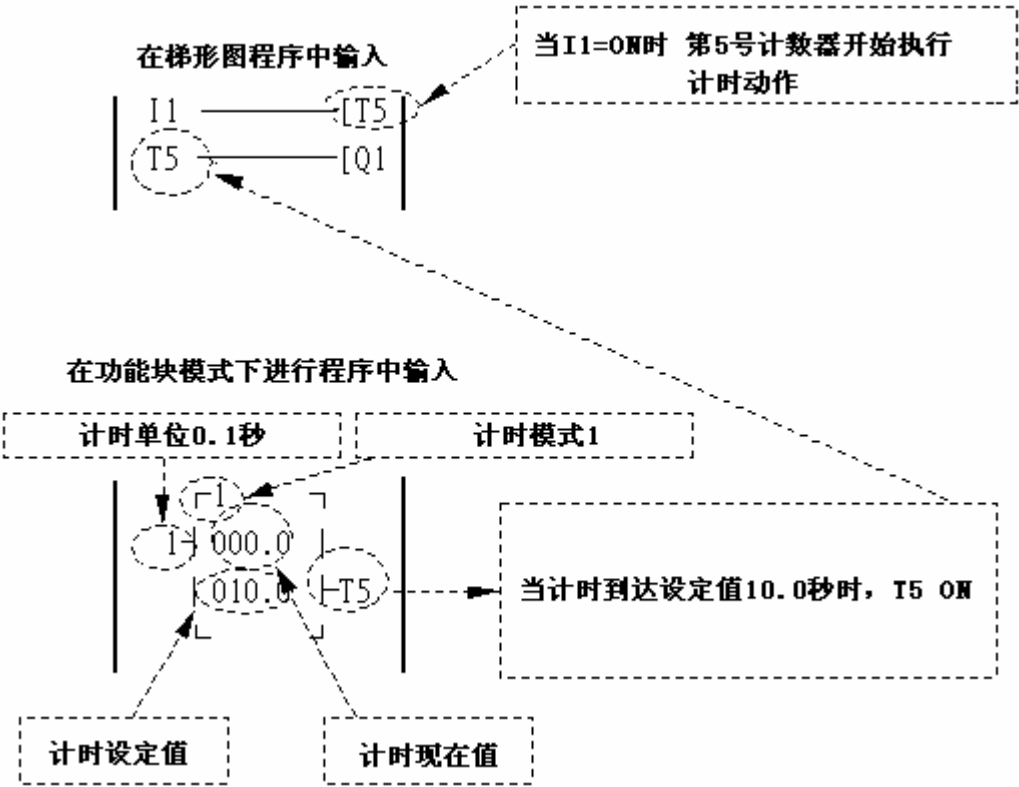 在梯形图程序中输入
当I1=ON时 第5号计数器开始执行
计时动作
I1 [T5
T5 [Q1
在功能块模式下进行程序中输入
计时单位0.1秒
计时模式1
1
1 000.0
010.0 T5
当计时到达设定值10.0秒时，T5 ON
计时设定值
计时现在值